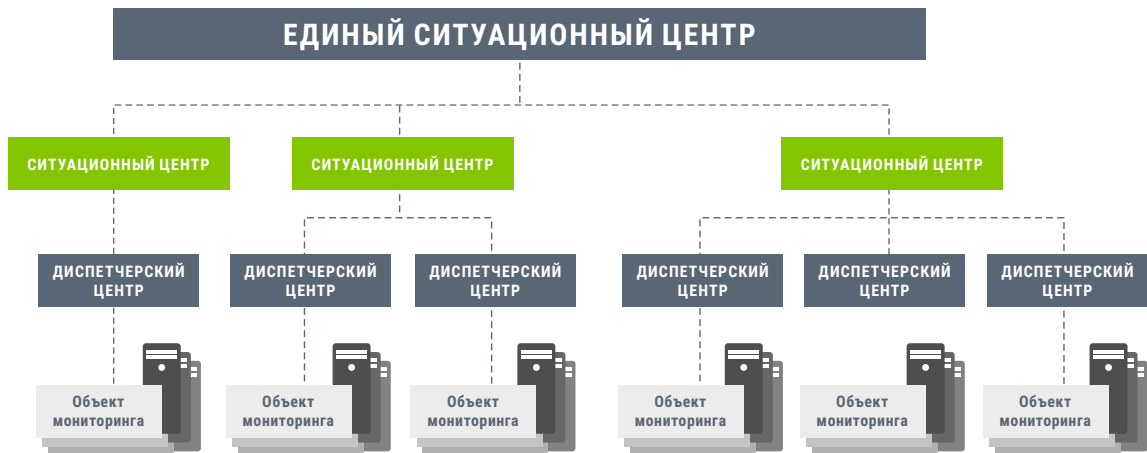 ЕДИНЫЙ СИТУАЦИОННЫЙ ЦЕНТР
СИТУАЦИОННЫЙ ЦЕНТР
СИТУАЦИОННЫЙ ЦЕНТР
СИТУАЦИОННЫЙ ЦЕНТР
ДИСПЕТЧЕРСКИЙ
ЦЕНТР
ДИСПЕТЧЕРСКИЙ
ЦЕНТР
ДИСПЕТЧЕРСКИЙ
ЦЕНТР
ДИСПЕТЧЕРСКИЙ
ЦЕНТР
ДИСПЕТЧЕРСКИЙ
ЦЕНТР
ДИСПЕТЧЕРСКИЙ
ЦЕНТР
Объект
мониторинга
Объект
мониторинга
Объект
мониторинга
Объект
мониторинга
Объект
мониторинга
Объект
мониторинга